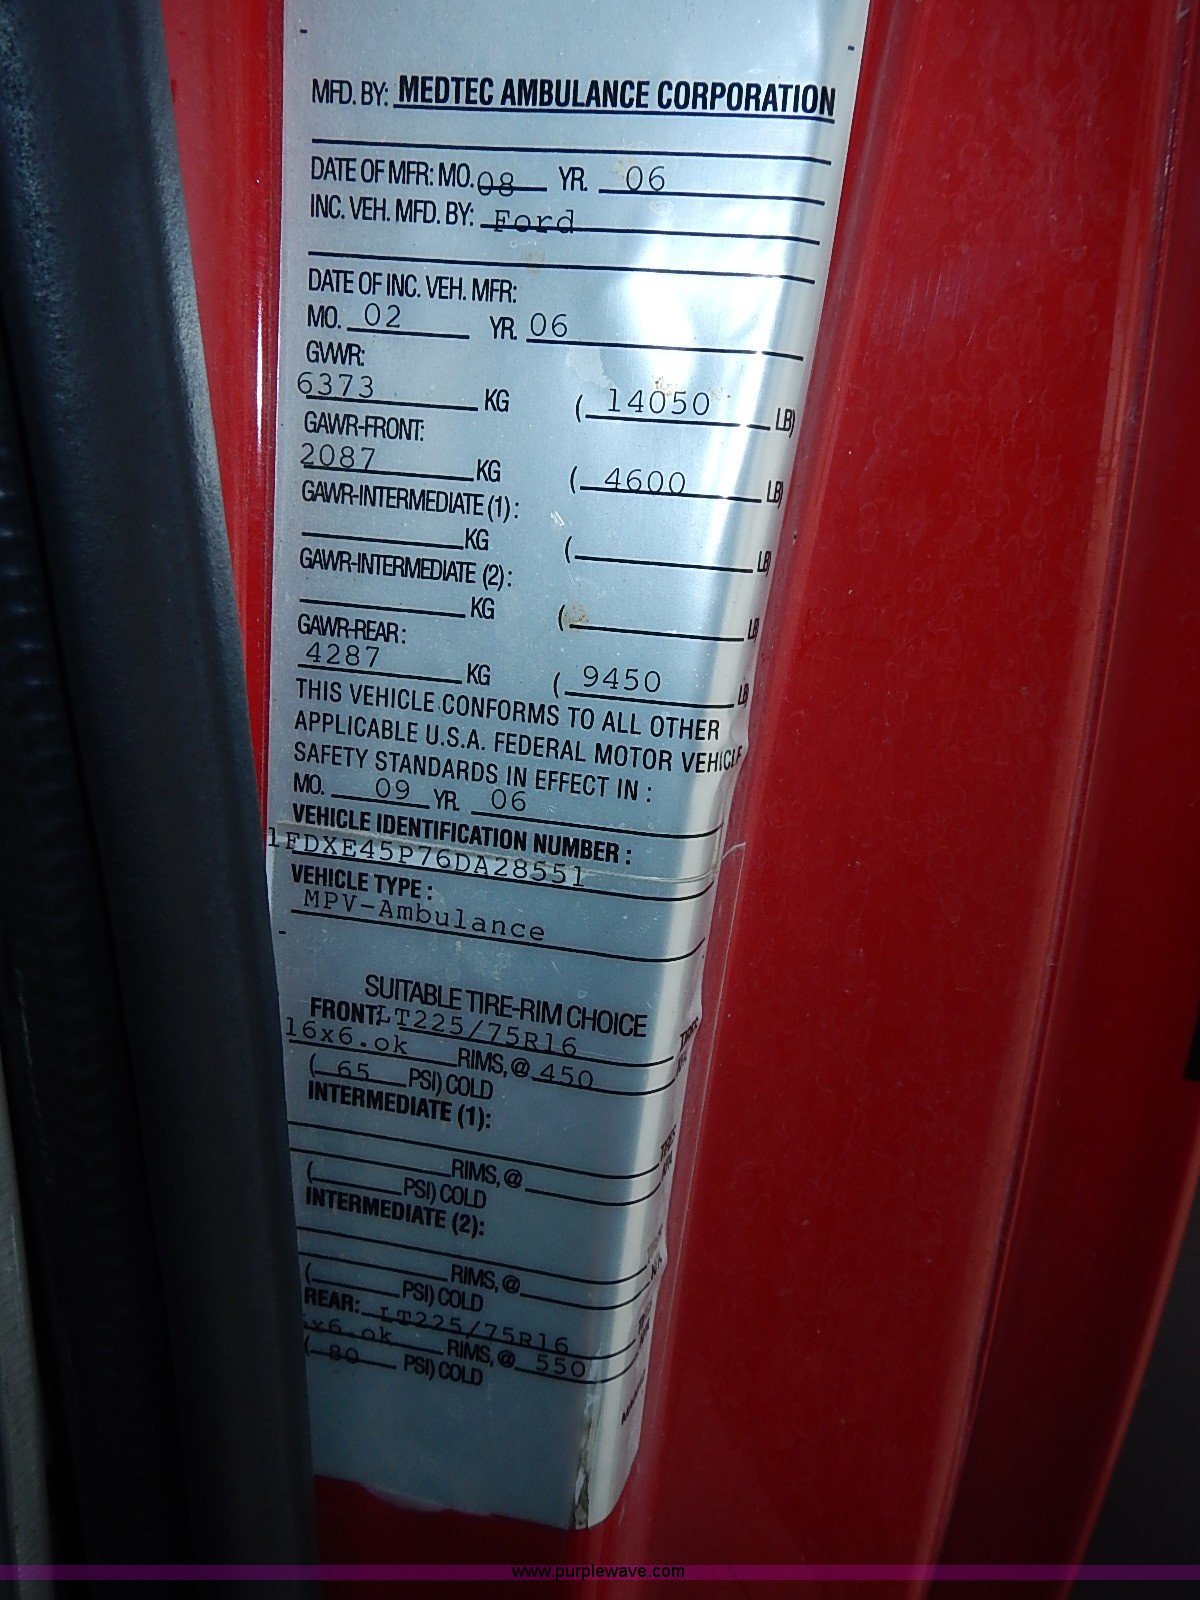 MFD. BY: MEDTEC AMBULANCE CORPORATION
DATE OF MFR: MO. 08 YR. 06
INC. VEH. MFD. BY: Ford
DATE OF INC. VEH. MFR:
MO. 02 YR. 06
GVWR:
6373 KG ( 14050 LB)
GAWR-FRONT:
2087 KG ( 4600 LB)
GAWR-INTERMEDIATE (1):
KG ( LB)
GAWR-INTERMEDIATE (2):
KG ( LB
GAWR-REAR:
4287 KG ( 9450 LB
THIS VEHICLE CONFORMS TO ALL OTHER
APPLICABLE U.S.A. FEDERAL MOTOR VEHICLE
SAFETY STANDARDS IN EFFECT IN :
MO. 09 YR. 06
VEHICLE IDENTIFICATION NUMBER :
1FDXE45P76DA28551
VEHICLE TYPE :
MPV-Ambulance
SUITABLE TIRE-RIM CHOICE
FRONT: LT225/75R16
16x6.ok RIMS, @ 450
( 65 PSI) COLD
INTERMEDIATE (1):
RIMS, @
( PSI) COLD
INTERMEDIATE (2):
RIMS, @
( PSI) COLD
REAR: LT225/75R16
x6.ok RIMS, @ 550
( 80 PSI) COLD
www.purplewave.com